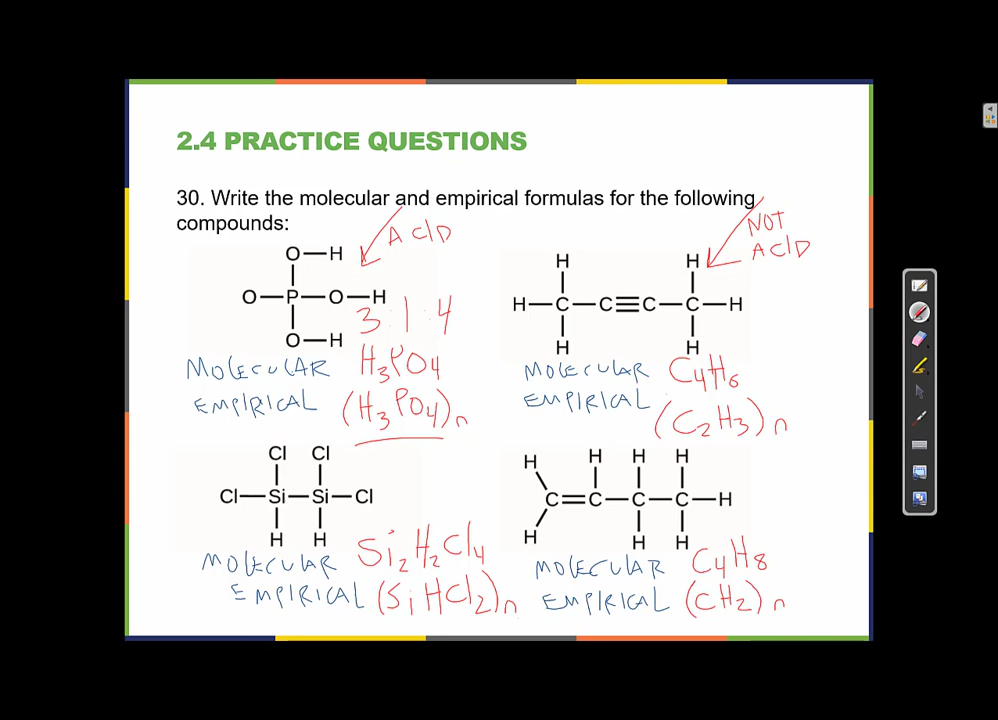 2.4 PRACTICE QUESTIONS
30. Write the molecular and empirical formulas for the following
compounds:
ACID
NOT
ACID
O—H
O—P—O—H
O—H
3:1:4
MOLECULAR H3PO4
EMPIRICAL (H3PO4)n
H H
H—C—C≡C—C—H
H H
MOLECULAR C4H6
EMPIRICAL (C2H3)n
Cl Cl
Cl—Si—Si—Cl
H H
MOLECULAR Si2H2Cl4
EMPIRICAL (SiHCl2)n
H H H H
C=C—C—C—H
H H H
MOLECULAR C4H8
EMPIRICAL (CH2)n